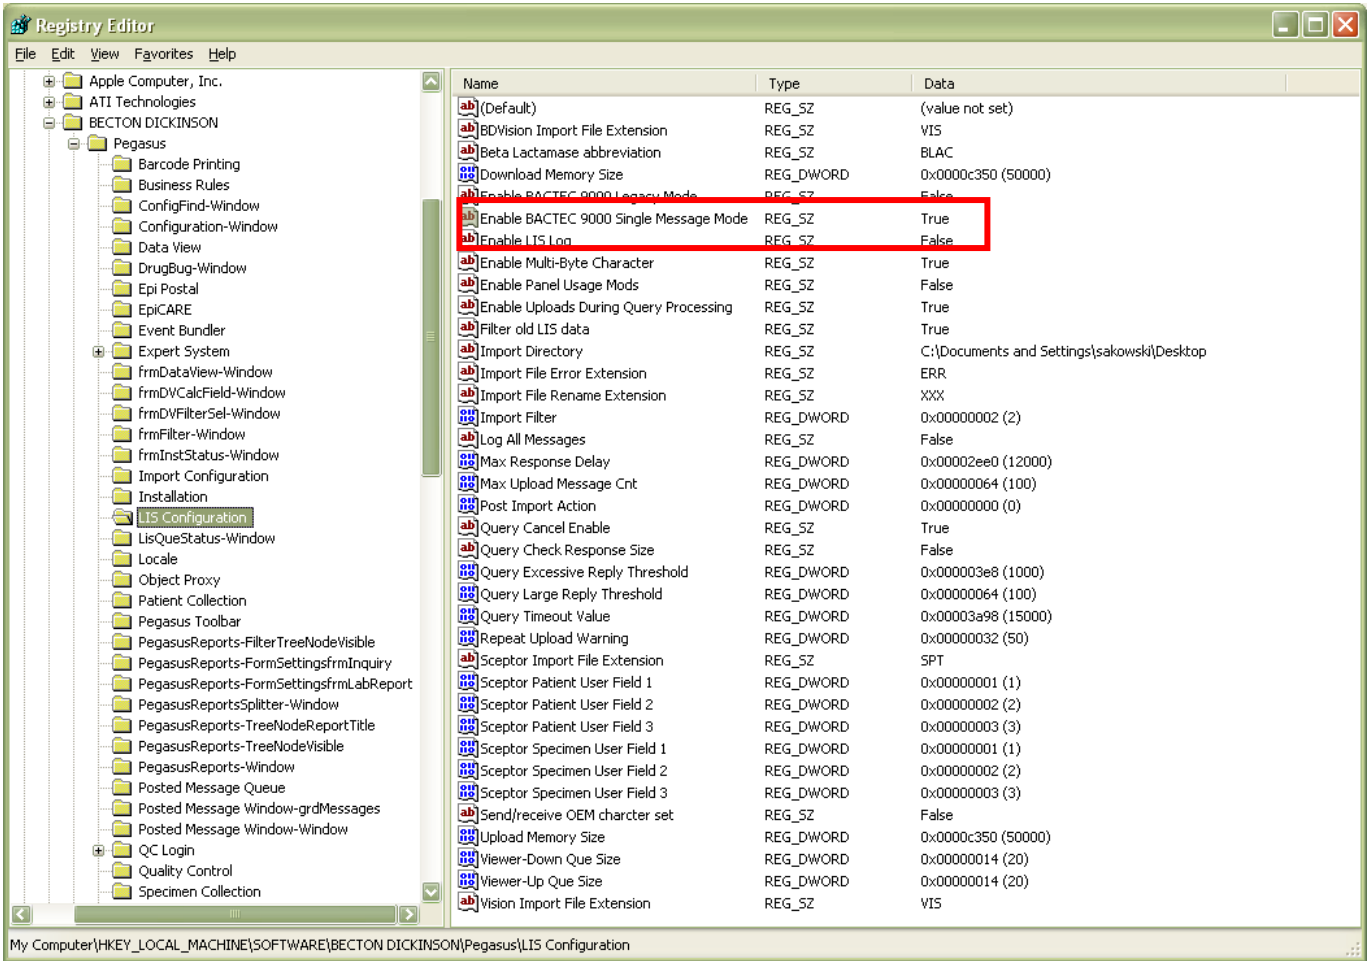 Registry Editor
File Edit View Favorites Help
Apple Computer, Inc.
ATI Technologies
BECTON DICKINSON
Pegasus
Barcode Printing
Business Rules
ConfigFind-Window
Configuration-Window
Data View
DrugBug-Window
Epi Postal
EpiCARE
Event Bundler
Expert System
frmDataView-Window
frmDVCalcField-Window
frmDVFilterSel-Window
frmFilter-Window
frmInstStatus-Window
Import Configuration
Installation
LIS Configuration
LisQueStatus-Window
Locale
Object Proxy
Patient Collection
Pegasus Toolbar
PegasusReports-FilterTreeNodeVisible
PegasusReports-FormSettingsfrmInquiry
PegasusReports-FormSettingsfrmLabReport
PegasusReportsSplitter-Window
PegasusReports-TreeNodeReportTitle
PegasusReports-TreeNodeVisible
PegasusReports-Window
Posted Message Queue
Posted Message Window-grdMessages
Posted Message Window-Window
QC Login
Quality Control
Specimen Collection
Name Type Data
(Default) REG_SZ (value not set)
BDVision Import File Extension REG_SZ VIS
Beta Lactamase abbreviation REG_SZ BLAC
Download Memory Size REG_DWORD 0x0000c350 (50000)
Enable BACTEC 9000 Legacy Mode REG_SZ False
Enable BACTEC 9000 Single Message Mode REG_SZ True
Enable LIS Log REG_SZ False
Enable Multi-Byte Character REG_SZ True
Enable Panel Usage Mods REG_SZ False
Enable Uploads During Query Processing REG_SZ True
Filter old LIS data REG_SZ True
Import Directory REG_SZ C:\Documents and Settings\sakowski\Desktop
Import File Error Extension REG_SZ ERR
Import File Rename Extension REG_SZ XXX
Import Filter REG_DWORD 0x00000002 (2)
Log All Messages REG_SZ False
Max Response Delay REG_DWORD 0x00002ee0 (12000)
Max Upload Message Cnt REG_DWORD 0x00000064 (100)
Post Import Action REG_DWORD 0x00000000 (0)
Query Cancel Enable REG_SZ True
Query Check Response Size REG_SZ False
Query Excessive Reply Threshold REG_DWORD 0x000003e8 (1000)
Query Large Reply Threshold REG_DWORD 0x00000064 (100)
Query Timeout Value REG_DWORD 0x00003a98 (15000)
Repeat Upload Warning REG_DWORD 0x00000032 (50)
Sceptor Import File Extension REG_SZ SPT
Sceptor Patient User Field 1 REG_DWORD 0x00000001 (1)
Sceptor Patient User Field 2 REG_DWORD 0x00000002 (2)
Sceptor Patient User Field 3 REG_DWORD 0x00000003 (3)
Sceptor Specimen User Field 1 REG_DWORD 0x00000001 (1)
Sceptor Specimen User Field 2 REG_DWORD 0x00000002 (2)
Sceptor Specimen User Field 3 REG_DWORD 0x00000003 (3)
Send/receive OEM charcter set REG_SZ False
Upload Memory Size REG_DWORD 0x0000c350 (50000)
Viewer-Down Que Size REG_DWORD 0x00000014 (20)
Viewer-Up Que Size REG_DWORD 0x00000014 (20)
Vision Import File Extension REG_SZ VIS
My Computer\HKEY_LOCAL_MACHINE\SOFTWARE\BECTON DICKINSON\Pegasus\LIS Configuration